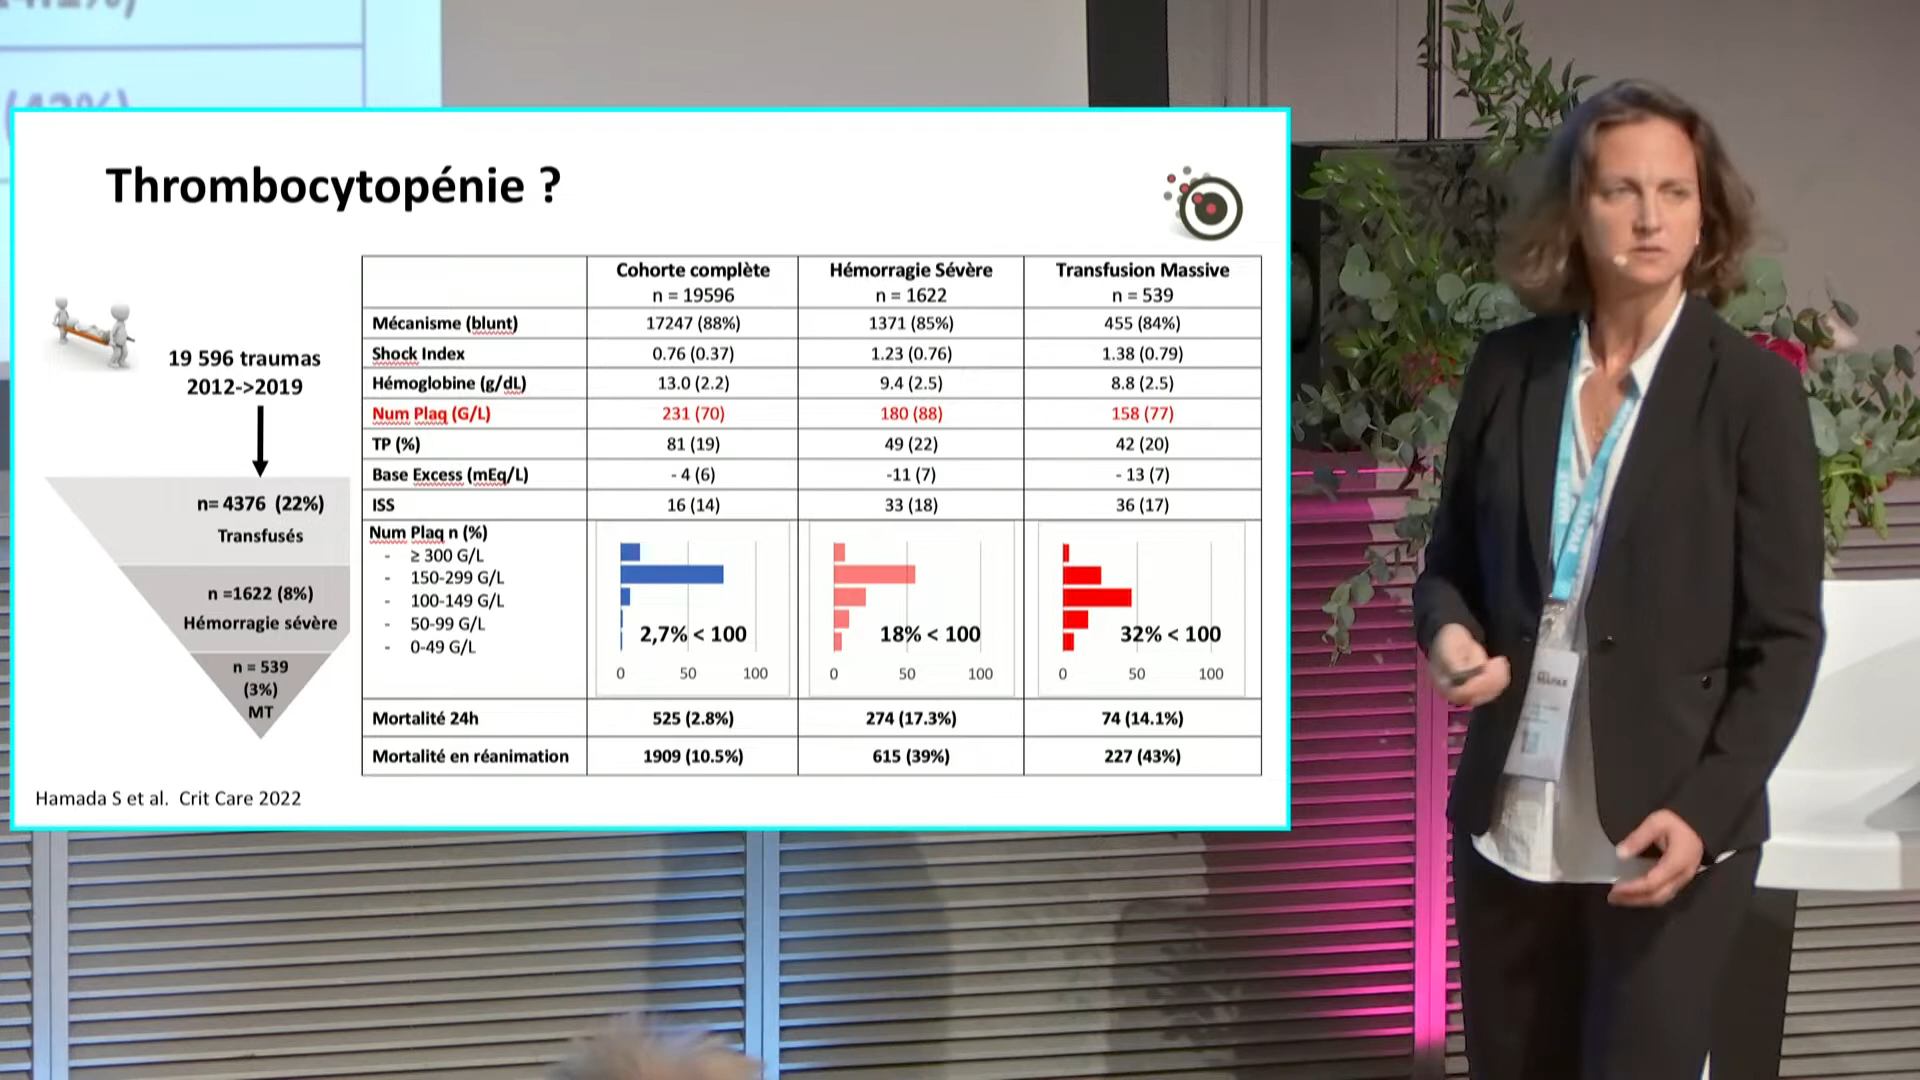 (42%)
Thrombocytopénie ?
19 596 traumas
2012->2019
n= 4376 (22%)
Transfusés
n =1622 (8%)
Hémorragie sévère
n = 539
(3%)
MT
Cohorte complète
n = 19596
Hémorragie Sévère
n = 1622
Transfusion Massive
n = 539
Mécanisme (blunt) 17247 (88%) 1371 (85%) 455 (84%)
Shock Index 0.76 (0.37) 1.23 (0.76) 1.38 (0.79)
Hémoglobine (g/dL) 13.0 (2.2) 9.4 (2.5) 8.8 (2.5)
Num Plaq (G/L) 231 (70) 180 (88) 158 (77)
TP (%) 81 (19) 49 (22) 42 (20)
Base Excess (mEq/L) - 4 (6) -11 (7) - 13 (7)
ISS 16 (14) 33 (18) 36 (17)
Num Plaq n (%)
- ≥ 300 G/L
- 150-299 G/L
- 100-149 G/L
- 50-99 G/L
- 0-49 G/L
2,7% < 100
0 50 100
18% < 100
0 50 100
32% < 100
0 50 100
Mortalité 24h 525 (2.8%) 274 (17.3%) 74 (14.1%)
Mortalité en réanimation 1909 (10.5%) 615 (39%) 227 (43%)
Hamada S et al. Crit Care 2022